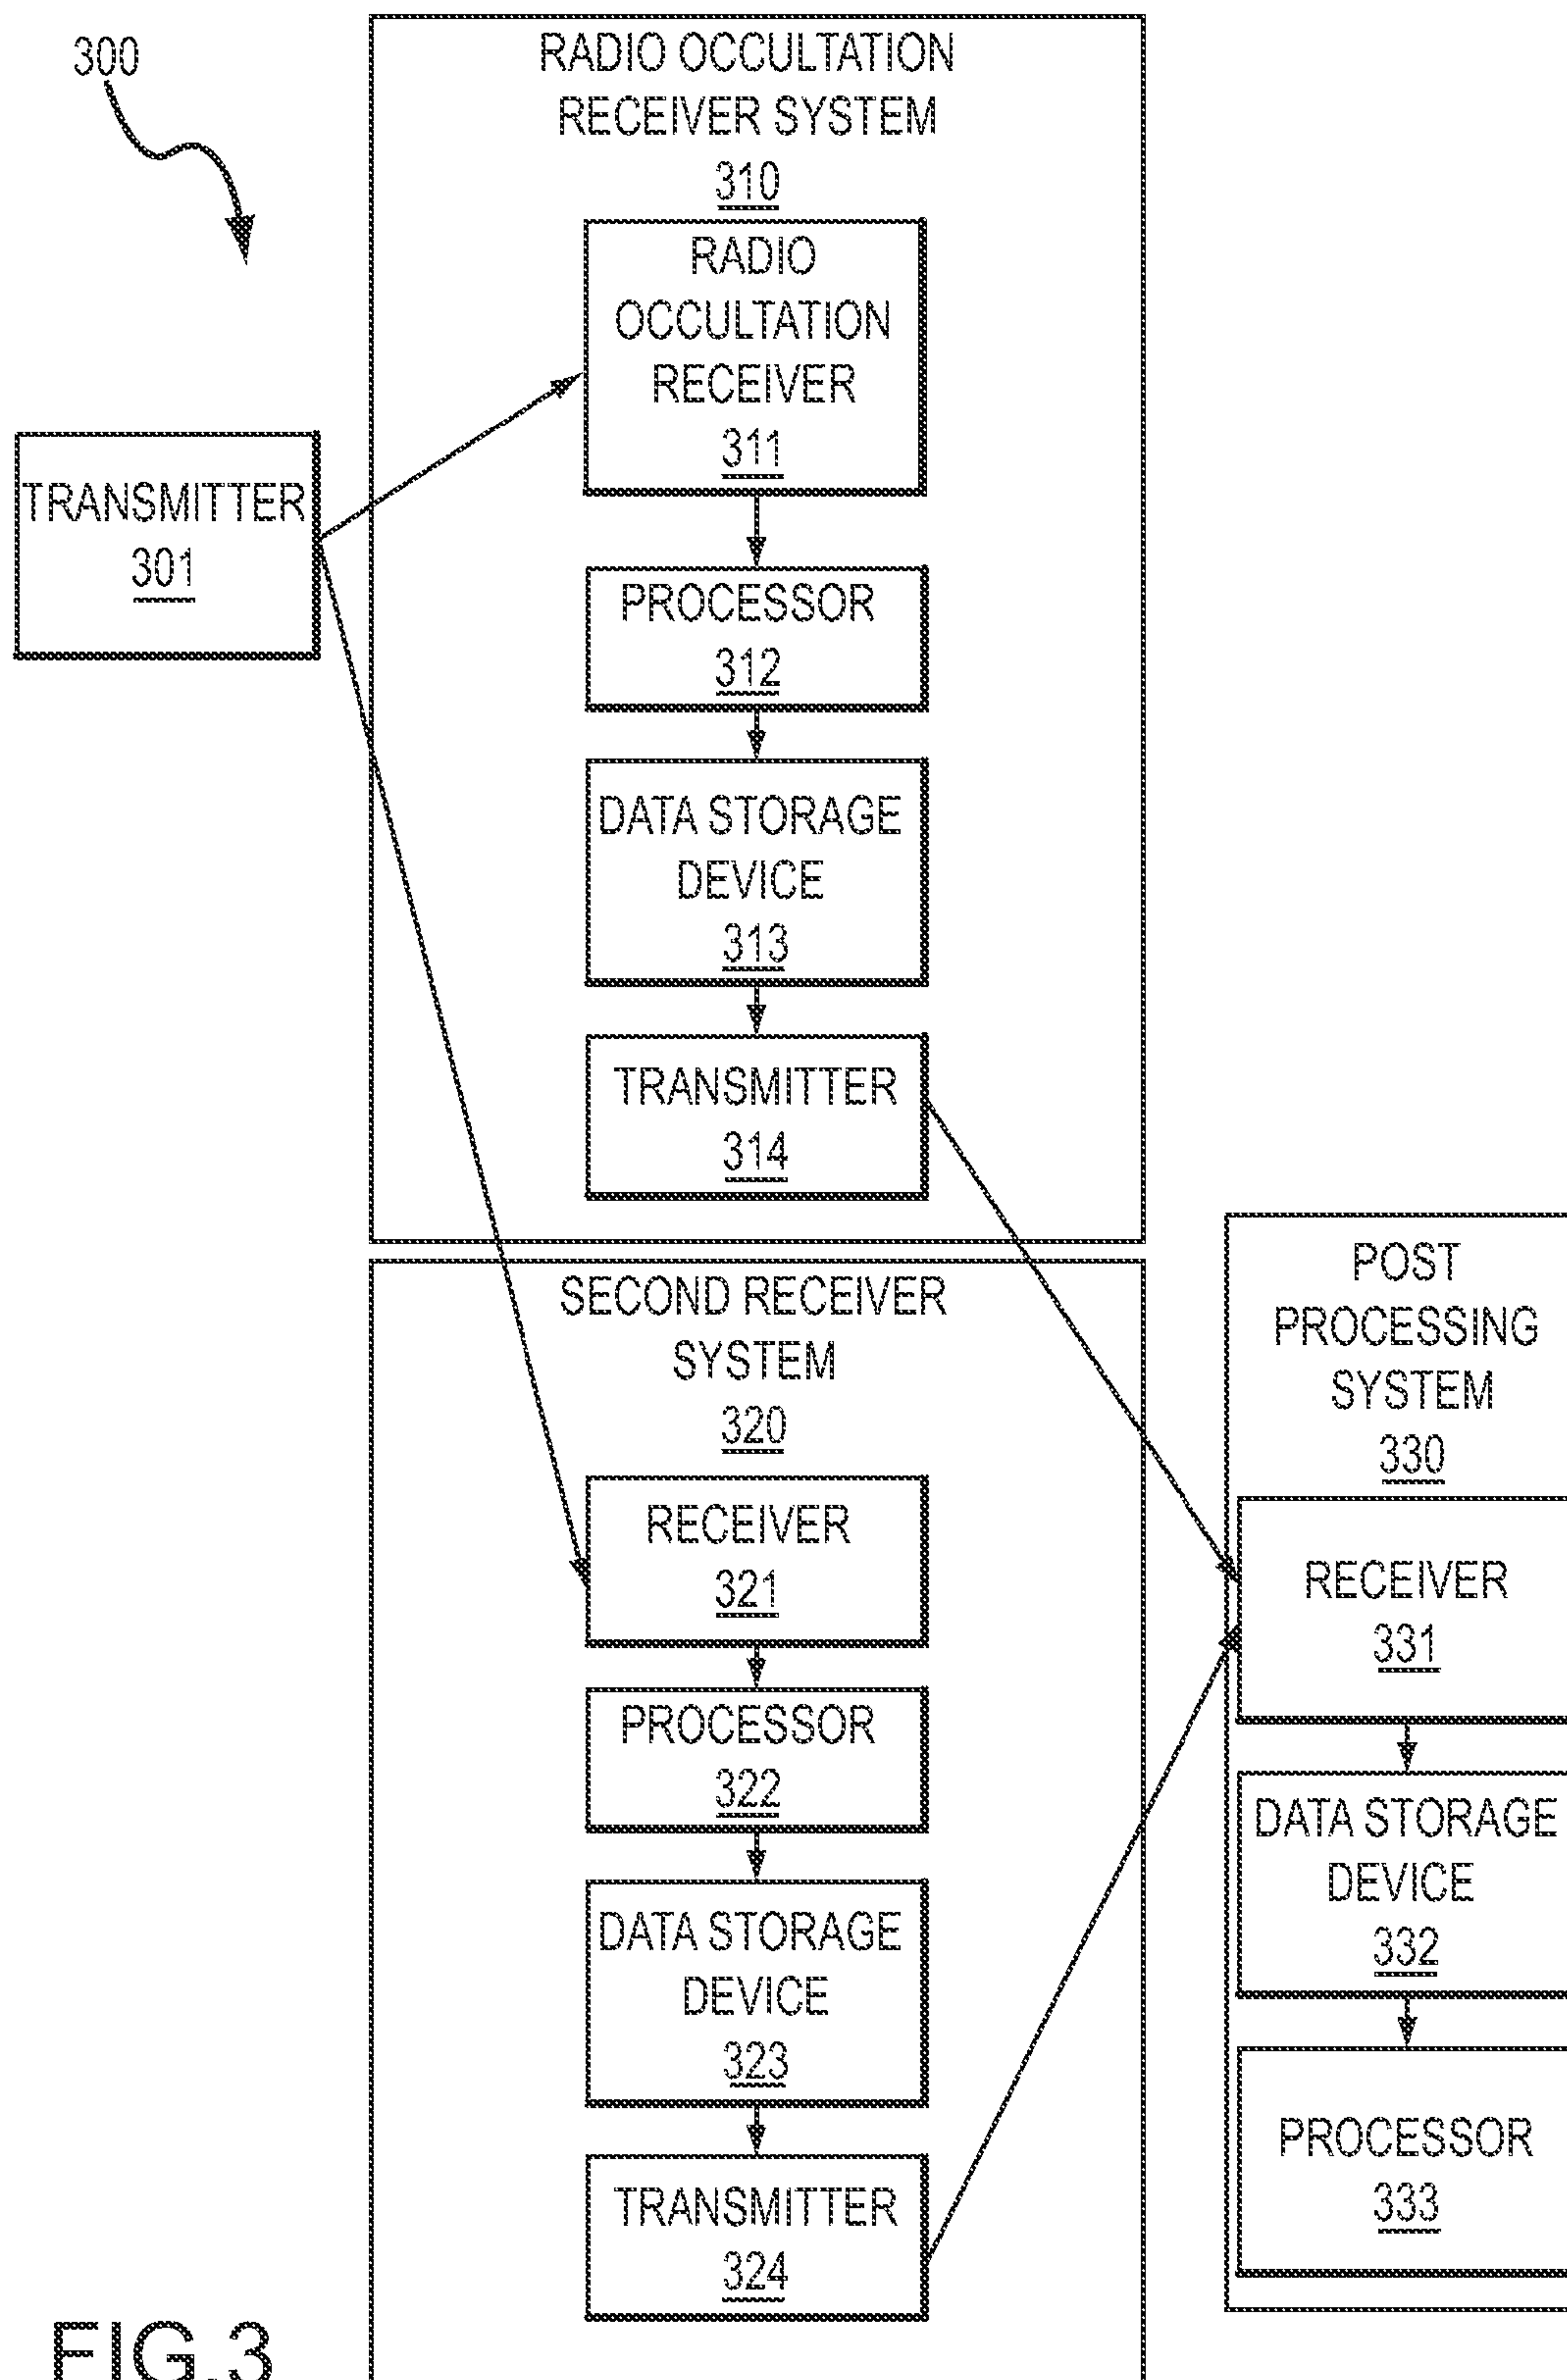 300
RADIO OCCULTATION
RECEIVER SYSTEM
310
RADIO
OCCULTATION
RECEIVER
311
TRANSMITTER
301
PROCESSOR
312
DATA STORAGE
DEVICE
313
TRANSMITTER
314
SECOND RECEIVER
SYSTEM
320
RECEIVER
321
PROCESSOR
322
DATA STORAGE
DEVICE
323
TRANSMITTER
324
POST
PROCESSING
SYSTEM
330
RECEIVER
331
DATA STORAGE
DEVICE
332
PROCESSOR
333
FIG.3